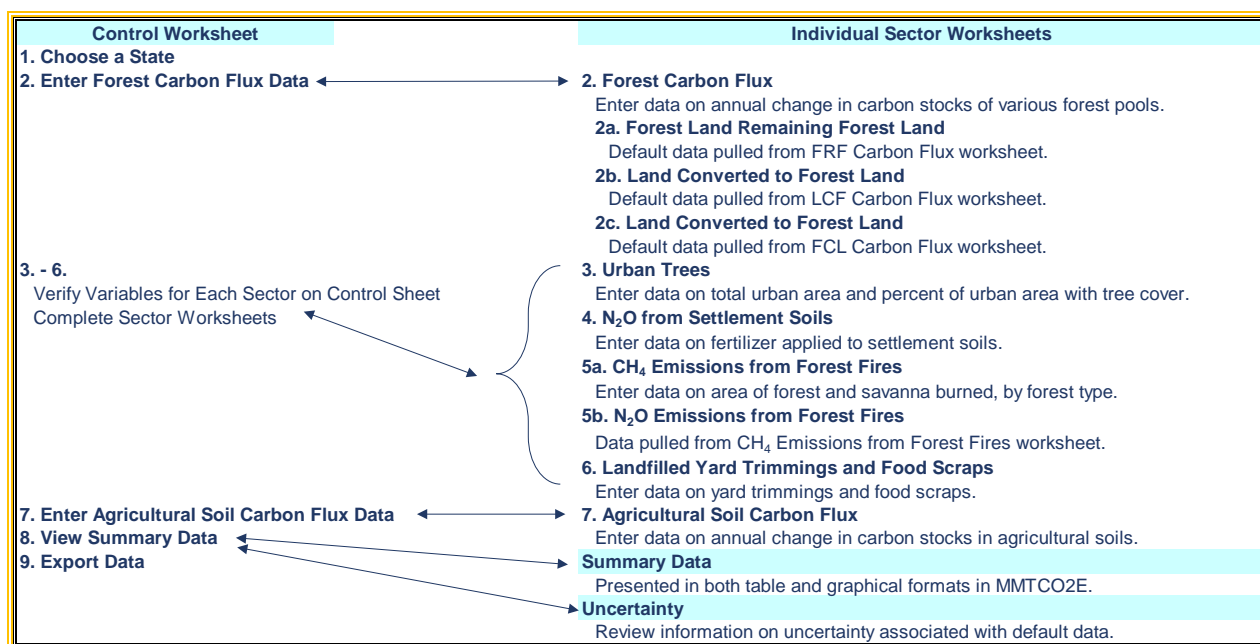 Control Worksheet
Individual Sector Worksheets
1. Choose a State
2. Enter Forest Carbon Flux Data
2. Forest Carbon Flux
Enter data on annual change in carbon stocks of various forest pools.
2a. Forest Land Remaining Forest Land
Default data pulled from FRF Carbon Flux worksheet.
2b. Land Converted to Forest Land
Default data pulled from LCF Carbon Flux worksheet.
2c. Land Converted to Forest Land
Default data pulled from FCL Carbon Flux worksheet.
3. - 6.
Verify Variables for Each Sector on Control Sheet
Complete Sector Worksheets
3. Urban Trees
Enter data on total urban area and percent of urban area with tree cover.
4. N₂O from Settlement Soils
Enter data on fertilizer applied to settlement soils.
5a. CH₄ Emissions from Forest Fires
Enter data on area of forest and savanna burned, by forest type.
5b. N₂O Emissions from Forest Fires
Data pulled from CH₄ Emissions from Forest Fires worksheet.
6. Landfilled Yard Trimmings and Food Scraps
Enter data on yard trimmings and food scraps.
7. Enter Agricultural Soil Carbon Flux Data
7. Agricultural Soil Carbon Flux
Enter data on annual change in carbon stocks in agricultural soils.
8. View Summary Data
9. Export Data
Summary Data
Presented in both table and graphical formats in MMTCO2E.
Uncertainty
Review information on uncertainty associated with default data.